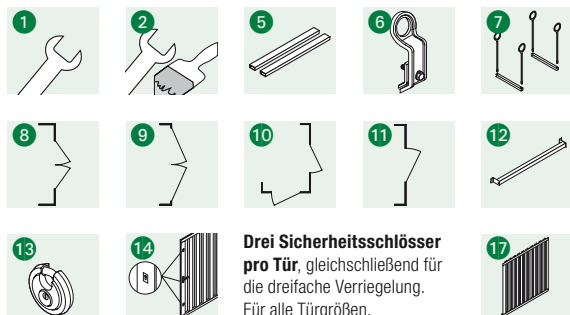 1 2 5 6 7
8 9 10 11 12
13 14 Drei Sicherheitsschlösser
pro Tür, gleichschließend für
die dreifache Verriegelung.
Für alle Türgrößen.
17